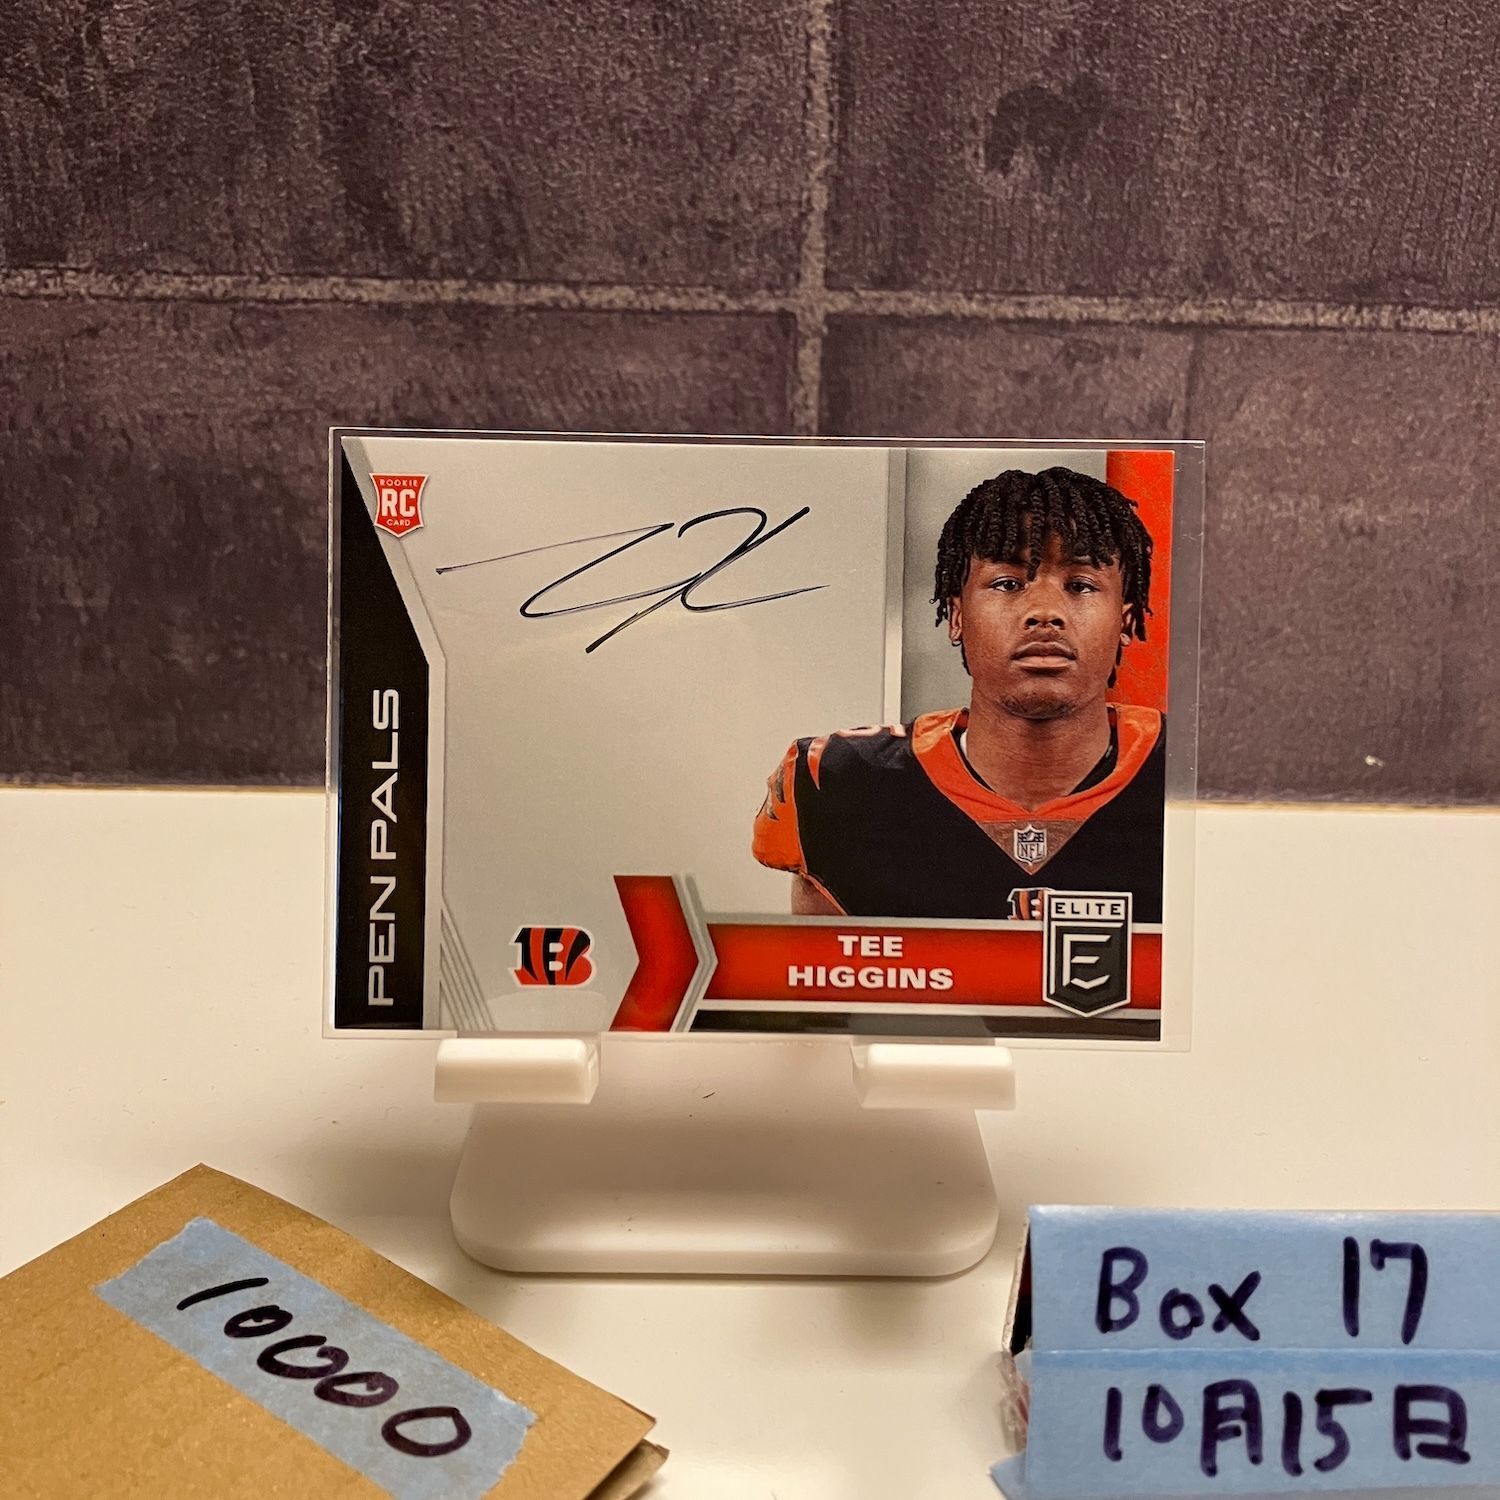 ROOKIE
RC
CARD
PEN PALS
NFL
B
ELITE
E
TEE
HIGGINS
10000
Box 17
10月15日